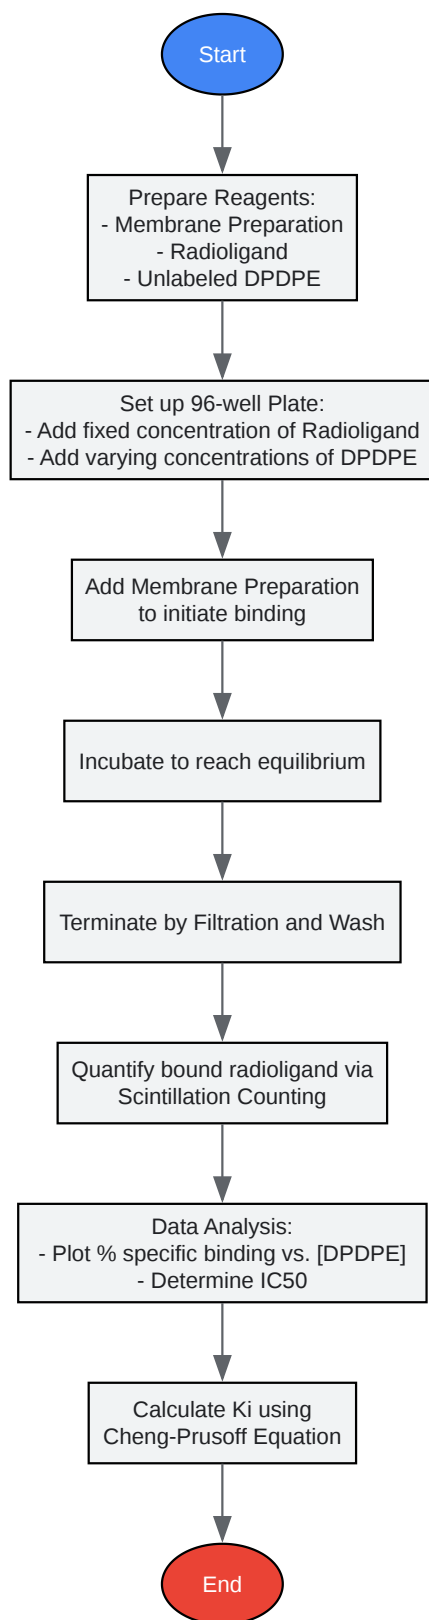 Start
Prepare Reagents:
- Membrane Preparation
- Radioligand
- Unlabeled DPDPE
Set up 96-well Plate:
- Add fixed concentration of Radioligand
- Add varying concentrations of DPDPE
Add Membrane Preparation
to initiate binding
Incubate to reach equilibrium
Terminate by Filtration and Wash
Quantify bound radioligand via
Scintillation Counting
Data Analysis:
- Plot % specific binding vs. [DPDPE]
- Determine IC50
Calculate Ki using
Cheng-Prusoff Equation
End